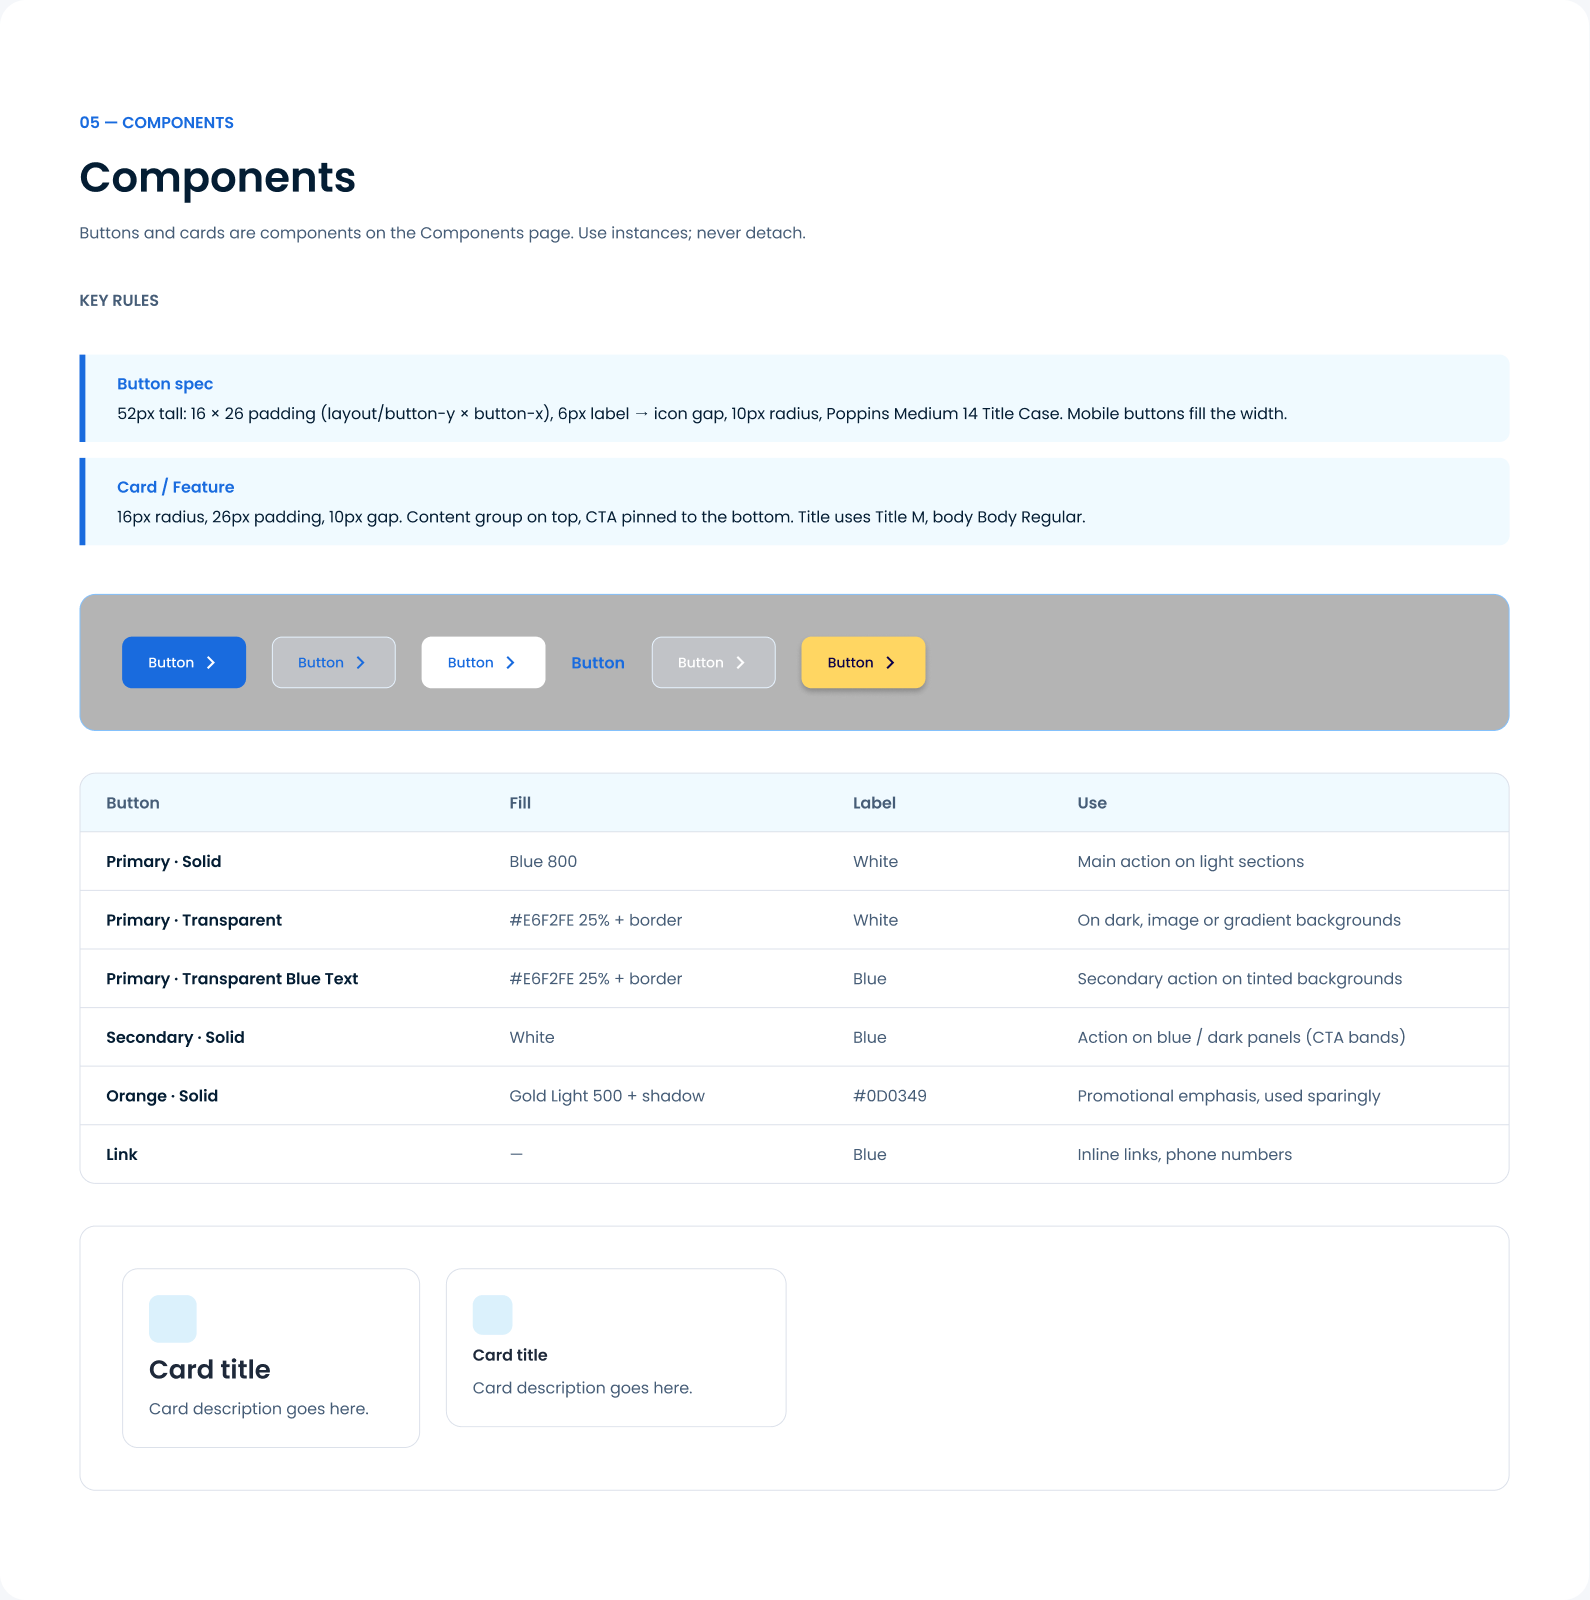 05 — COMPONENTS
Components
Buttons and cards are components on the Components page. Use instances; never detach.
KEY RULES
Button spec
52px tall: 16 × 26 padding (layout/button-y × button-x), 6px label → icon gap, 10px radius, Poppins Medium 14 Title Case. Mobile buttons fill the width.
Card / Feature
16px radius, 26px padding, 10px gap. Content group on top, CTA pinned to the bottom. Title uses Title M, body Body Regular.
Button Button Button Button Button Button
Button Fill Label Use
Primary · Solid Blue 800 White Main action on light sections
Primary · Transparent #E6F2FE 25% + border White On dark, image or gradient backgrounds
Primary · Transparent Blue Text #E6F2FE 25% + border Blue Secondary action on tinted backgrounds
Secondary · Solid White Blue Action on blue / dark panels (CTA bands)
Orange · Solid Gold Light 500 + shadow #0D0349 Promotional emphasis, used sparingly
Link — Blue Inline links, phone numbers
Card title
Card description goes here.
Card title
Card description goes here.